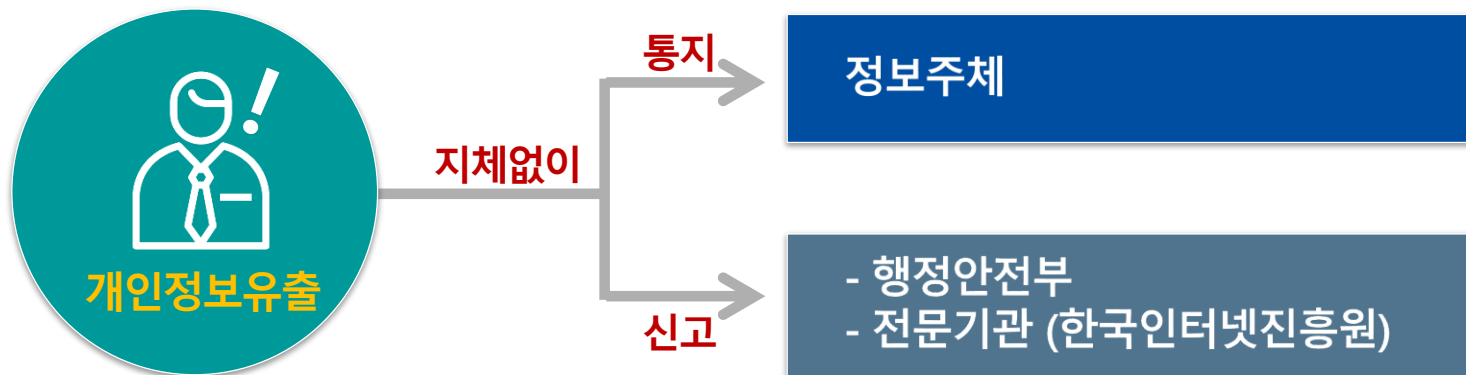 개인정보유출
지체없이
통지
정보주체
신고
- 행정안전부
- 전문기관 (한국인터넷진흥원)